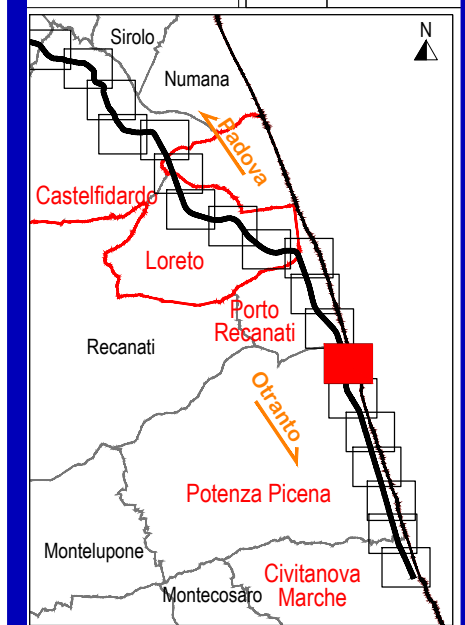 Sirolo
N
Numana
Padova
Castelfidardo
Loreto
Porto
Recanati
Recanati
Otranto
Potenza Picena
Montelupone
Civitanova
Marche
Montecosaro